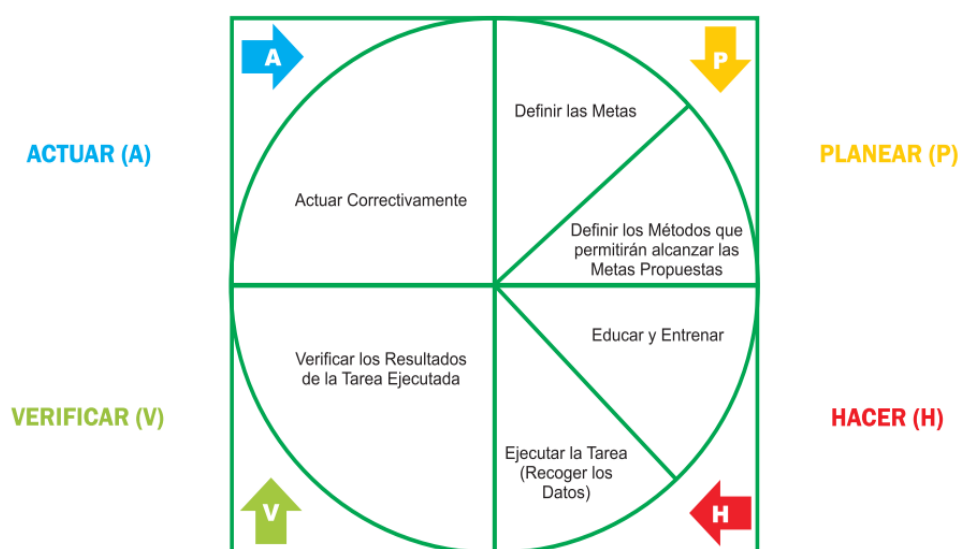 A
P
Definir las Metas
ACTUAR (A)
PLANEAR (P)
Actuar Correctivamente
Definir los Métodos que
permitirán alcanzar las
Metas Propuestas
Educar y Entrenar
Verificar los Resultados
de la Tarea Ejecutada
VERIFICAR (V)
HACER (H)
Ejecutar la Tarea
(Recoger los
Datos)
V
H